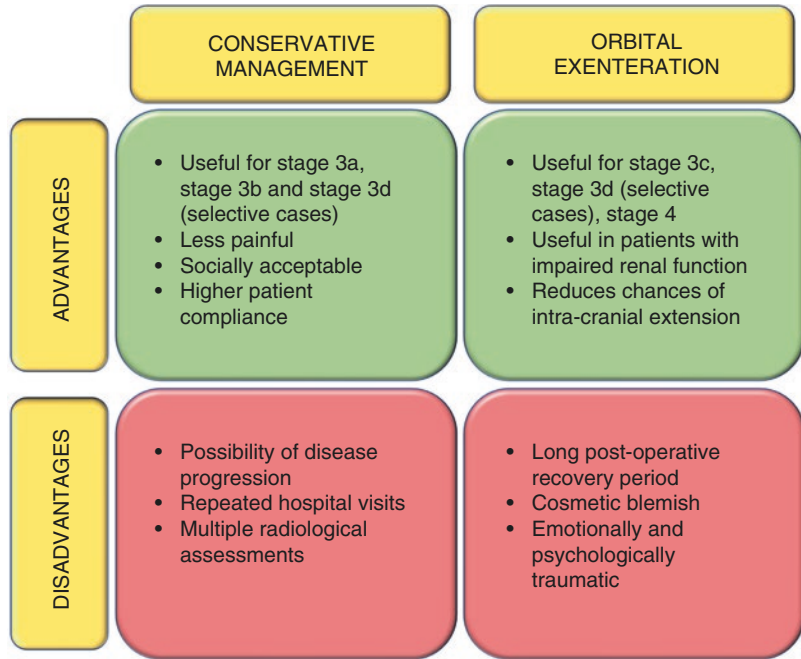 CONSERVATIVE
MANAGEMENT
ORBITAL
EXENTERATION
ADVANTAGES
• Useful for stage 3a,
stage 3b and stage 3d
(selective cases)
• Less painful
• Socially acceptable
• Higher patient
compliance
• Useful for stage 3c,
stage 3d (selective
cases), stage 4
• Useful in patients with
impaired renal function
• Reduces chances of
intra-cranial extension
DISADVANTAGES
• Possibility of disease
progression
• Repeated hospital visits
• Multiple radiological
assessments
• Long post-operative
recovery period
• Cosmetic blemish
• Emotionally and
psychologically
traumatic